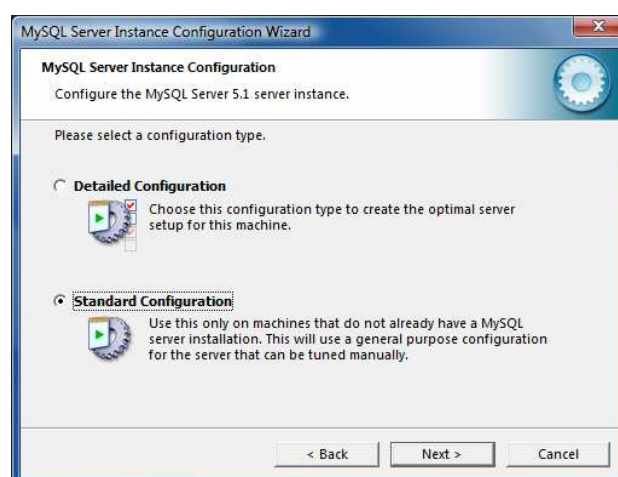 MySQL Server Instance Configuration Wizard
MySQL Server Instance Configuration
Configure the MySQL Server 5.1 server instance.
Please select a configuration type.
Detailed Configuration
Choose this configuration type to create the optimal server
setup for this machine.
Standard Configuration
Use this only on machines that do not already have a MySQL
server installation. This will use a general purpose configuration
for the server that can be tuned manually.
< Back
Next >
Cancel